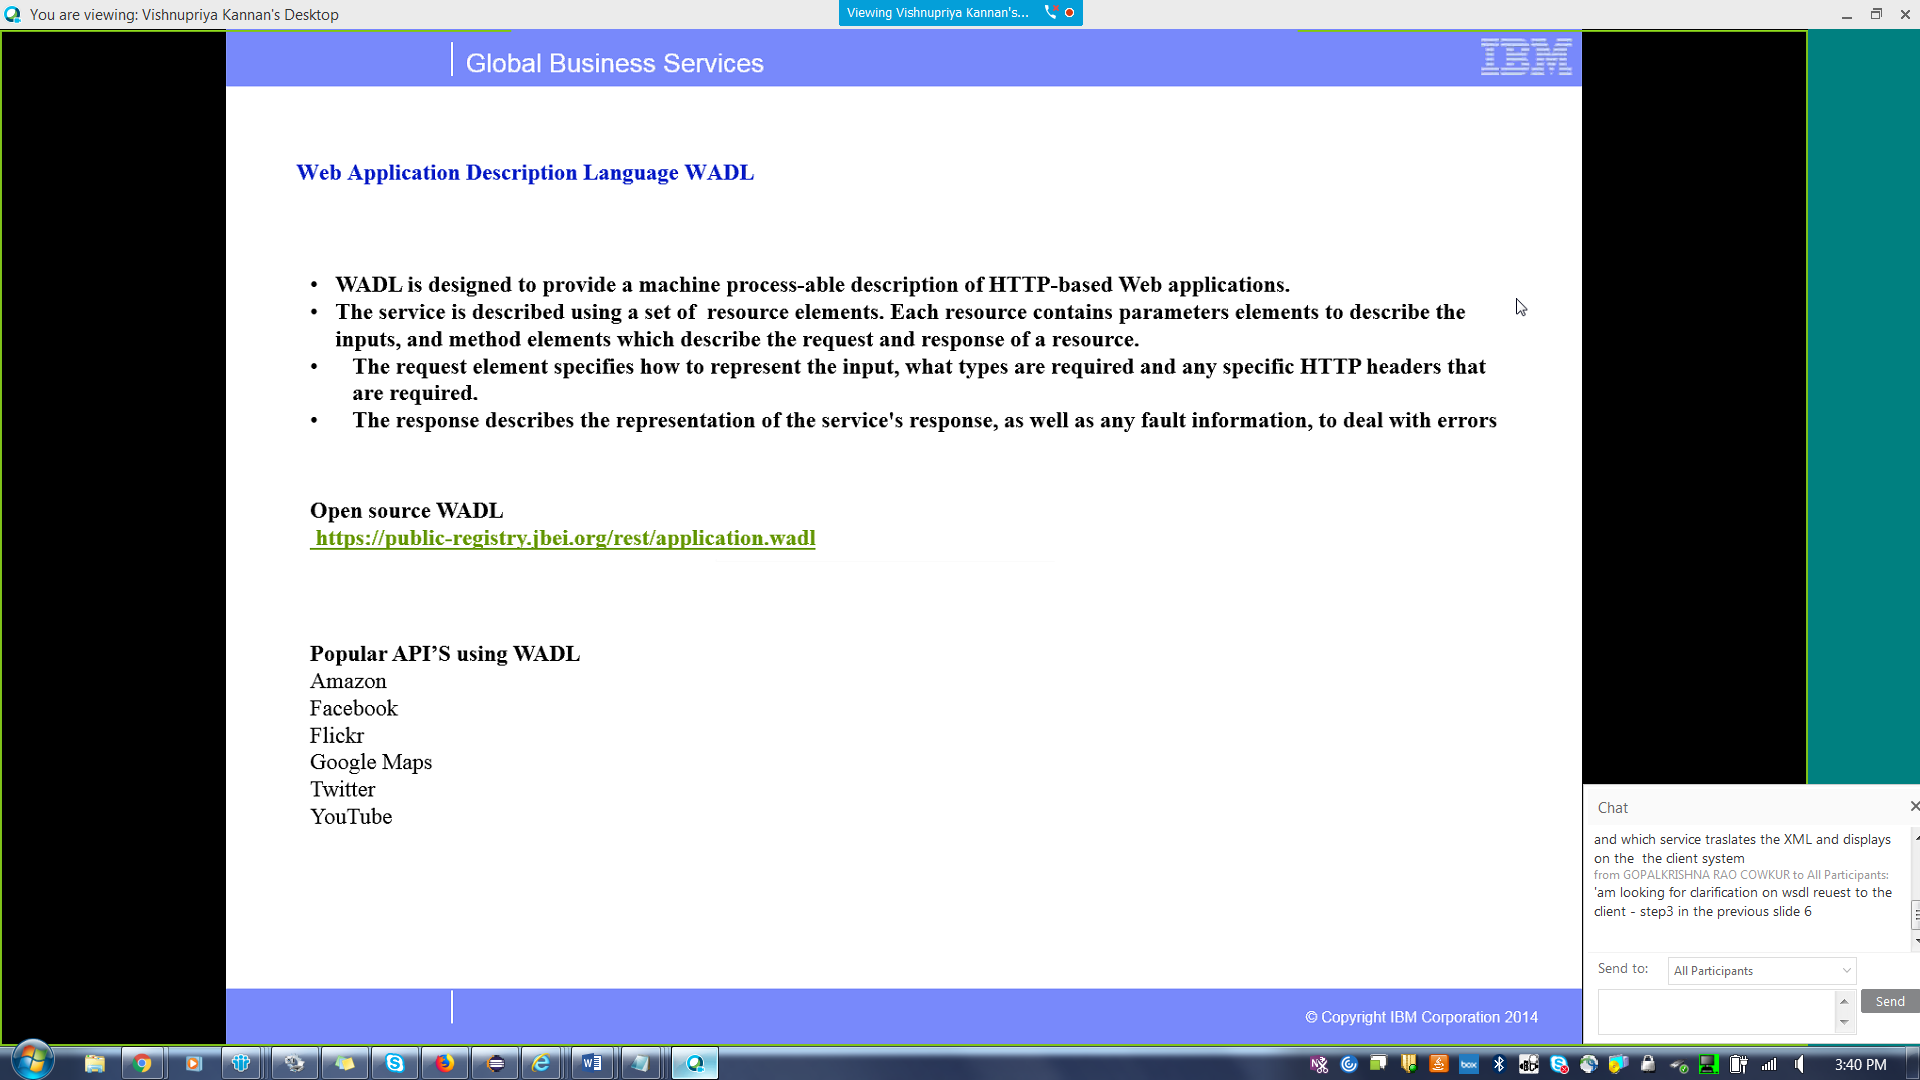 You are viewing: Vishnupriya Kannan's Desktop
Viewing Vishnupriya Kannan's...
Global Business Services
IBM
Web Application Description Language WADL
• WADL is designed to provide a machine process-able description of HTTP-based Web applications.
• The service is described using a set of  resource elements. Each resource contains parameters elements to describe the
inputs, and method elements which describe the request and response of a resource.
• The request element specifies how to represent the input, what types are required and any specific HTTP headers that
are required.
• The response describes the representation of the service's response, as well as any fault information, to deal with errors
Open source WADL
https://public-registry.jbei.org/rest/application.wadl
Popular API’S using WADL
Amazon
Facebook
Flickr
Google Maps
Twitter
YouTube
© Copyright IBM Corporation 2014
Chat
and which service traslates the XML and displays
on the  the client system
from GOPALKRISHNA RAO COWKUR to All Participants:
'am looking for clarification on wsdl reuest to the
client - step3 in the previous slide 6
Send to:
All Participants
Send
box
3:40 PM